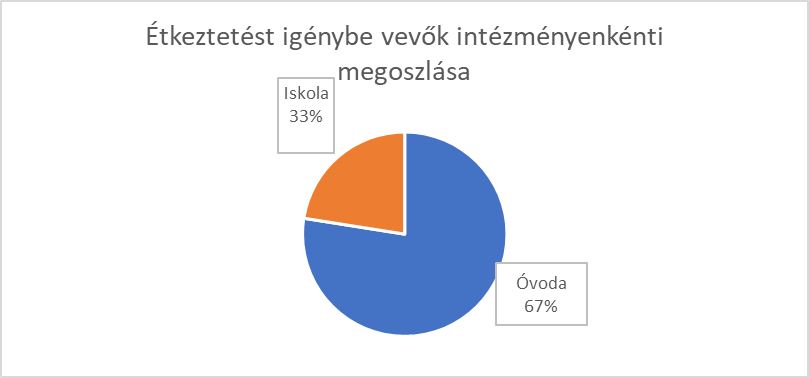 Étkeztetést igénybe vevők intézményenkénti
megoszlása
Iskola
33%
Óvoda
67%